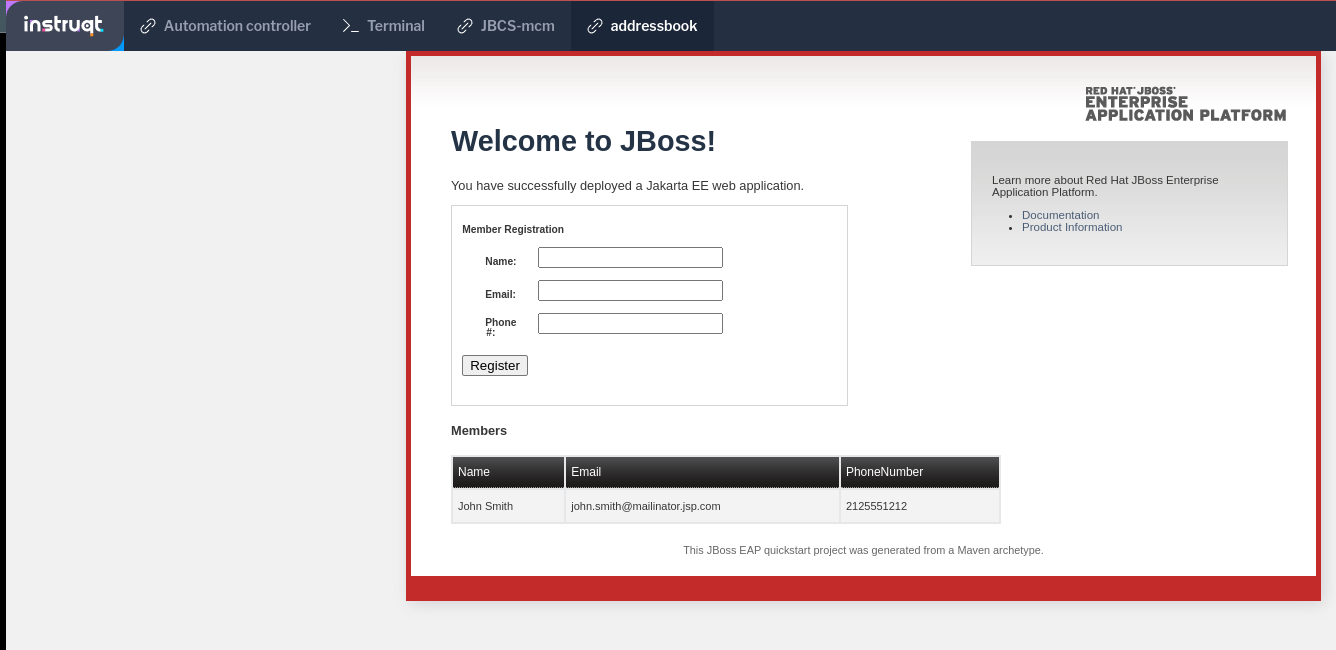 instruqt Automation controller Terminal JBCS-mcm addressbook
RED HAT® JBOSS®
ENTERPRISE
APPLICATION PLATFORM
Welcome to JBoss!
You have successfully deployed a Jakarta EE web application.
Learn more about Red Hat JBoss Enterprise
Application Platform.
Documentation
Product Information
Member Registration
Name:
Email:
Phone
#:
Register
Members
Name Email PhoneNumber
John Smith john.smith@mailinator.jsp.com 2125551212
This JBoss EAP quickstart project was generated from a Maven archetype.